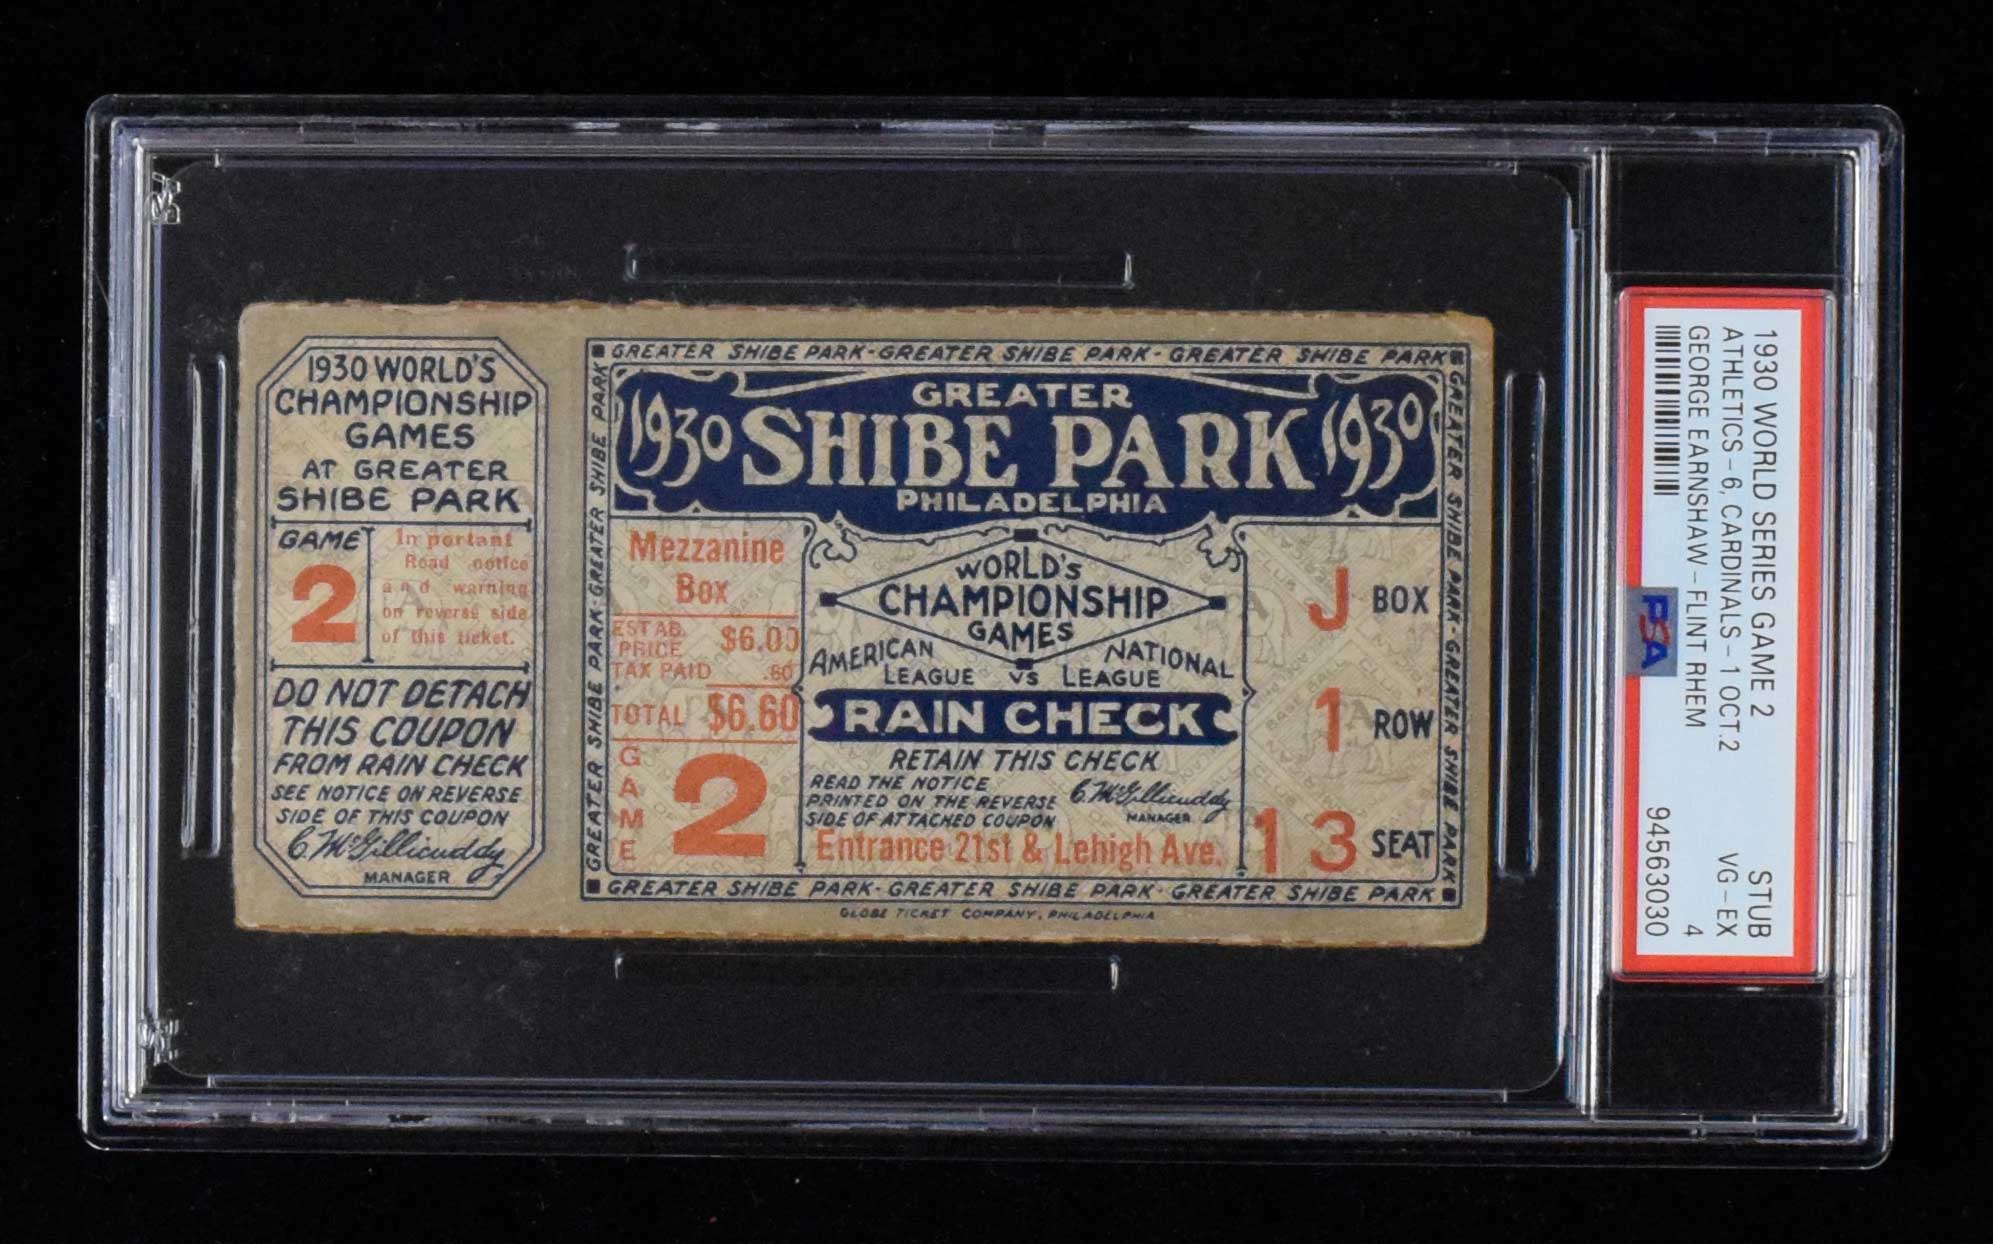 1930 WORLD'S
CHAMPIONSHIP
GAMES
AT GREATER
SHIBE PARK
GAME
2
Important
Read notice
and warning
on reverse side
of this ticket.
DO NOT DETACH
THIS COUPON
FROM RAIN CHECK
SEE NOTICE ON REVERSE
SIDE OF THIS COUPON
C. McGillicuddy
MANAGER
GREATER SHIBE PARK-GREATER SHIBE PARK-GREATER SHIBE PARK
GREATER SHIBE PARK-GREATER SHIBE PARK
GREATER SHIBE PARK-GREATER SHIBE PARK
1930
GREATER
SHIBE PARK
PHILADELPHIA
1930
Mezzanine
Box
ESTAB.
PRICE $6.00
TAX PAID .60
TOTAL $6.60
GAME
2
WORLD'S
CHAMPIONSHIP
GAMES
AMERICAN LEAGUE VS NATIONAL LEAGUE
RAIN CHECK
RETAIN THIS CHECK
READ THE NOTICE
PRINTED ON THE REVERSE
SIDE OF ATTACHED COUPON
C. McGillicuddy
MANAGER
Entrance 21st & Lehigh Ave.
J BOX
1 ROW
13 SEAT
GREATER SHIBE PARK-GREATER SHIBE PARK-GREATER SHIBE PARK
GLOBE TICKET COMPANY, PHILADELPHIA
1930 WORLD SERIES GAME 2 STUB
ATHLETICS-6, CARDINALS-1 OCT.2 VG-EX
GEORGE EARNSHAW-FLINT RHEM 4
94563030
PSA